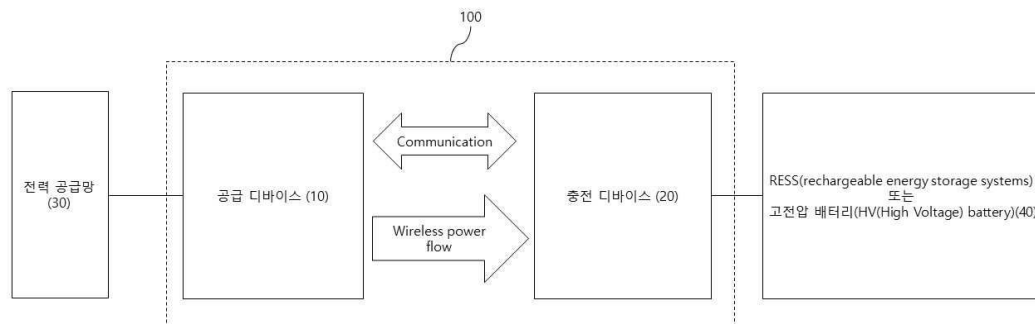 100
전력 공급망
(30)
공급 디바이스 (10)
Communication
Wireless power
flow
충전 디바이스 (20)
RESS(rechargeable energy storage systems)
또는
고전압 배터리(HV(High Voltage) battery)(40)